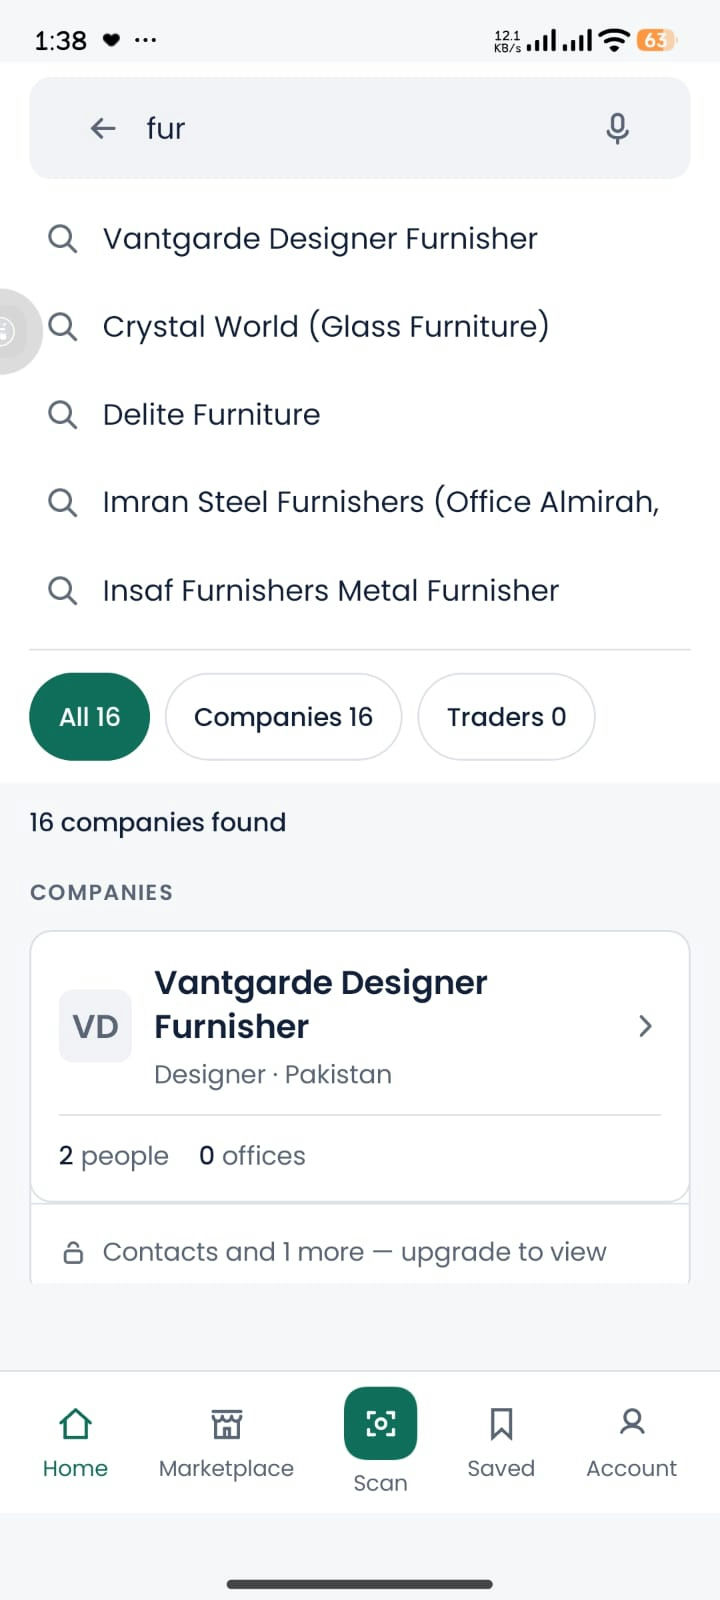 1:38
12.1
KB/s
63
fur
Vantgarde Designer Furnisher
Crystal World (Glass Furniture)
Delite Furniture
Imran Steel Furnishers (Office Almirah,
Insaf Furnishers Metal Furnisher
All 16
Companies 16
Traders 0
16 companies found
COMPANIES
VD
Vantgarde Designer
Furnisher
Designer · Pakistan
2 people 0 offices
Contacts and 1 more — upgrade to view
Home
Marketplace
Scan
Saved
Account